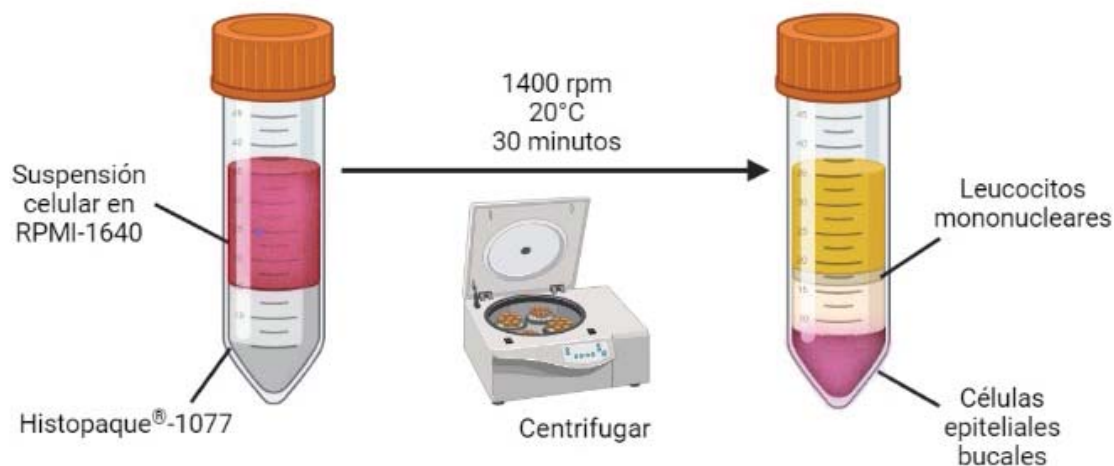 1400 rpm
20°C
30 minutos
Suspensión
celular en
RPMI-1640
Histopaque®-1077
Centrifugar
Leucocitos
mononucleares
Células
epiteliales
bucales